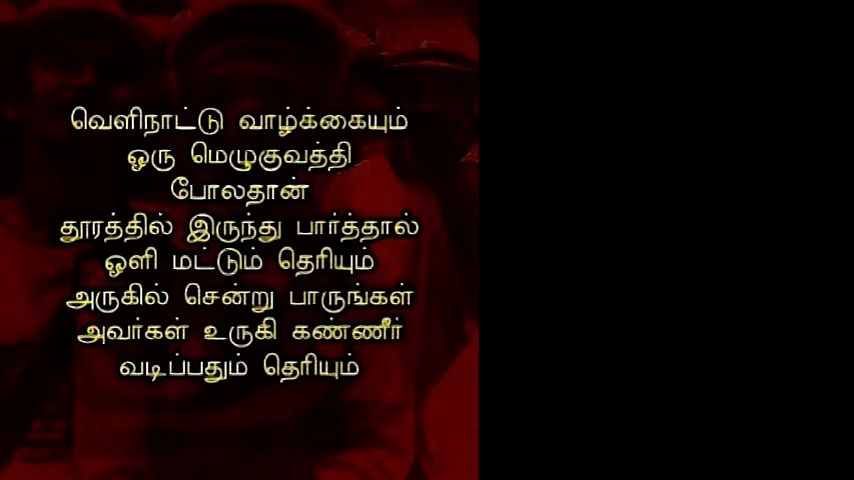 வெளிநாட்டு வாழ்க்கையும்
ஒரு மெழுகுவத்தி
போலதான்
தூரத்தில் இருந்து பார்த்தால்
ஒளி மட்டும் தெரியும்
அருகில் சென்று பாருங்கள்
அவர்கள் உருகி கண்ணீர்
வடிப்பதும் தெரியும்